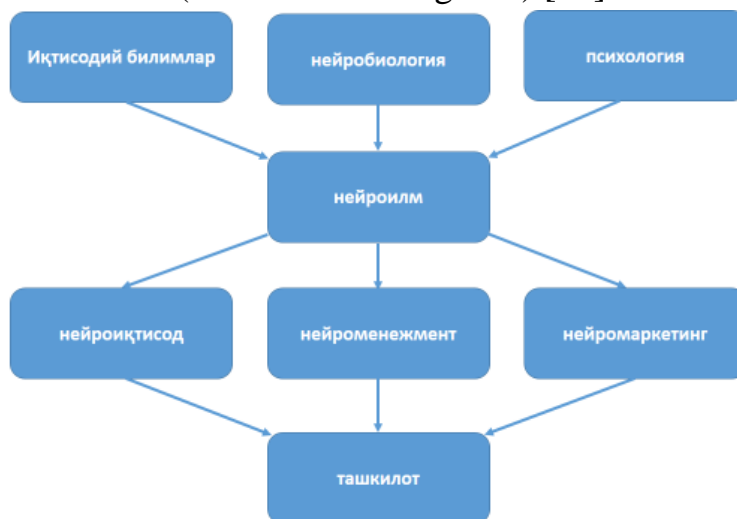 Иқтисодий билимлар
нейробиология
психология
нейроилм
нейроиқтисод
нейроменежмент
нейромаркетинг
ташкилот